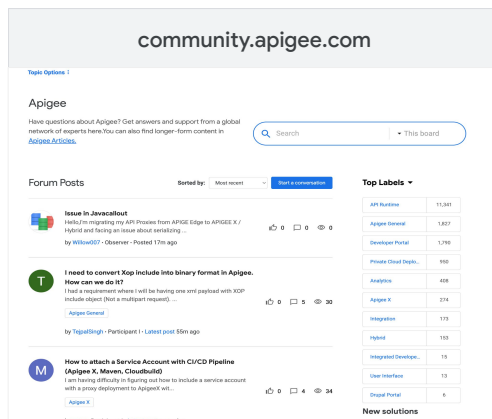 community.apigee.com
Topic Options
Apigee
Have questions about Apigee? Get answers and support from a global
network of experts here.You can also find longer-form content in
Apigee Articles.
Search
This board
Forum Posts
Sorted by:
Most recent
Start a conversation
Top Labels
Issue In Javacallout
Hello,I'm migrating my API Proxies from APIGE Edge to APIGEE X /
Hybrid and facing an issue about serializing ...
0 0 0
by Willow007 • Observer • Posted 17m ago
T
I need to convert Xop include into binary format in Apigee.
How can we do it?
I had a requirement where I will be having one xml payload with XOP
include object (Not a multipart request). ...
0 5 30
Apigee General
by TejpalSingh • Participant I • Latest post 55m ago
M
How to attach a Service Account with CI/CD Pipeline
(Apigee X, Maven, Cloudbuild)
I am having difficulty in figuring out how to Include a service account
with a proxy deployment to ApigeeX wit...
0 4 34
Apigee X
API Runtime 11,341
Apigee General 1,827
Developer Portal 1,790
Private Cloud Deplo... 950
Analytics 408
Apigee X 274
Integration 173
Hybrid 153
Integrated Develope... 15
User Interface 13
Drupal Portal 6
New solutions